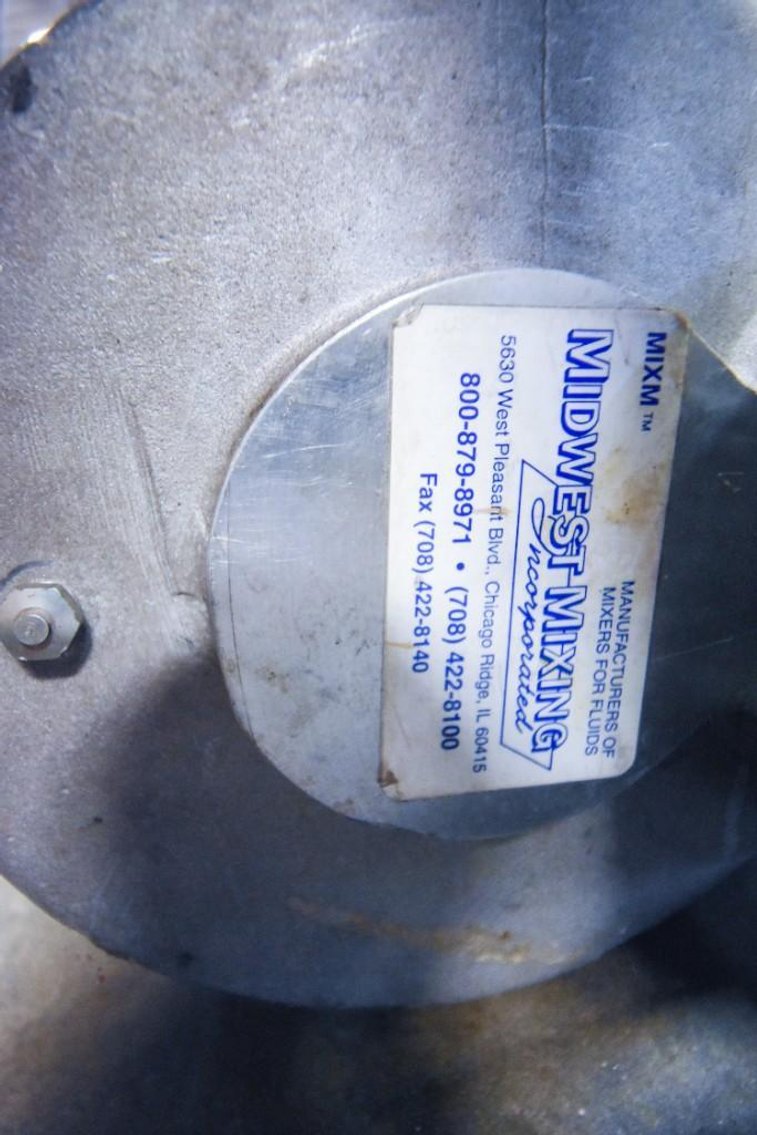 MIXM™
MANUFACTURERS OF
MIXERS FOR FLUIDS
MIDWEST MIXING
Incorporated
5630 West Pleasant Blvd., Chicago Ridge, IL 60415
800-879-8971 • (708) 422-8100
Fax (708) 422-8140